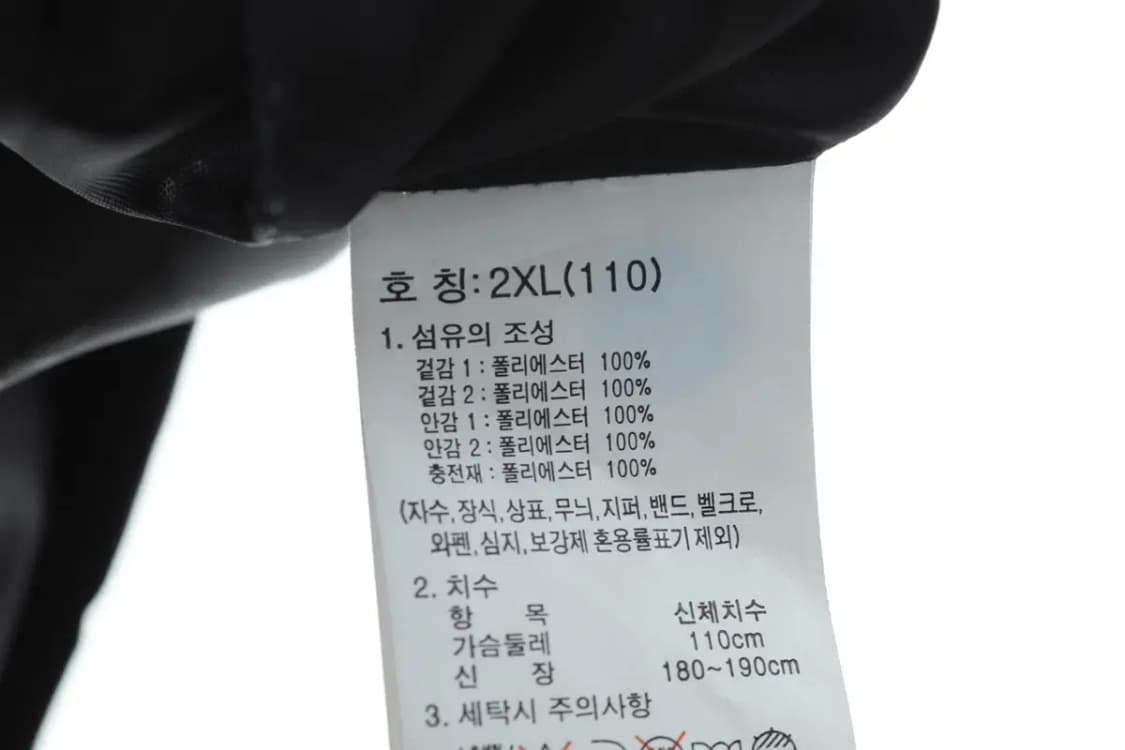 호 칭:2XL(110)
1. 섬유의 조성
겉감 1 : 폴리에스터 100%
겉감 2 : 폴리에스터 100%
안감 1 : 폴리에스터 100%
안감 2 : 폴리에스터 100%
충전재 : 폴리에스터 100%
(자수,장식,상표,무늬,지퍼,밴드,벨크로,
와펜,심지,보강제 혼용률표기 제외)
2. 치수
항 목 신체치수
가슴둘레 110cm
신 장 180~190cm
3. 세탁시 주의사항